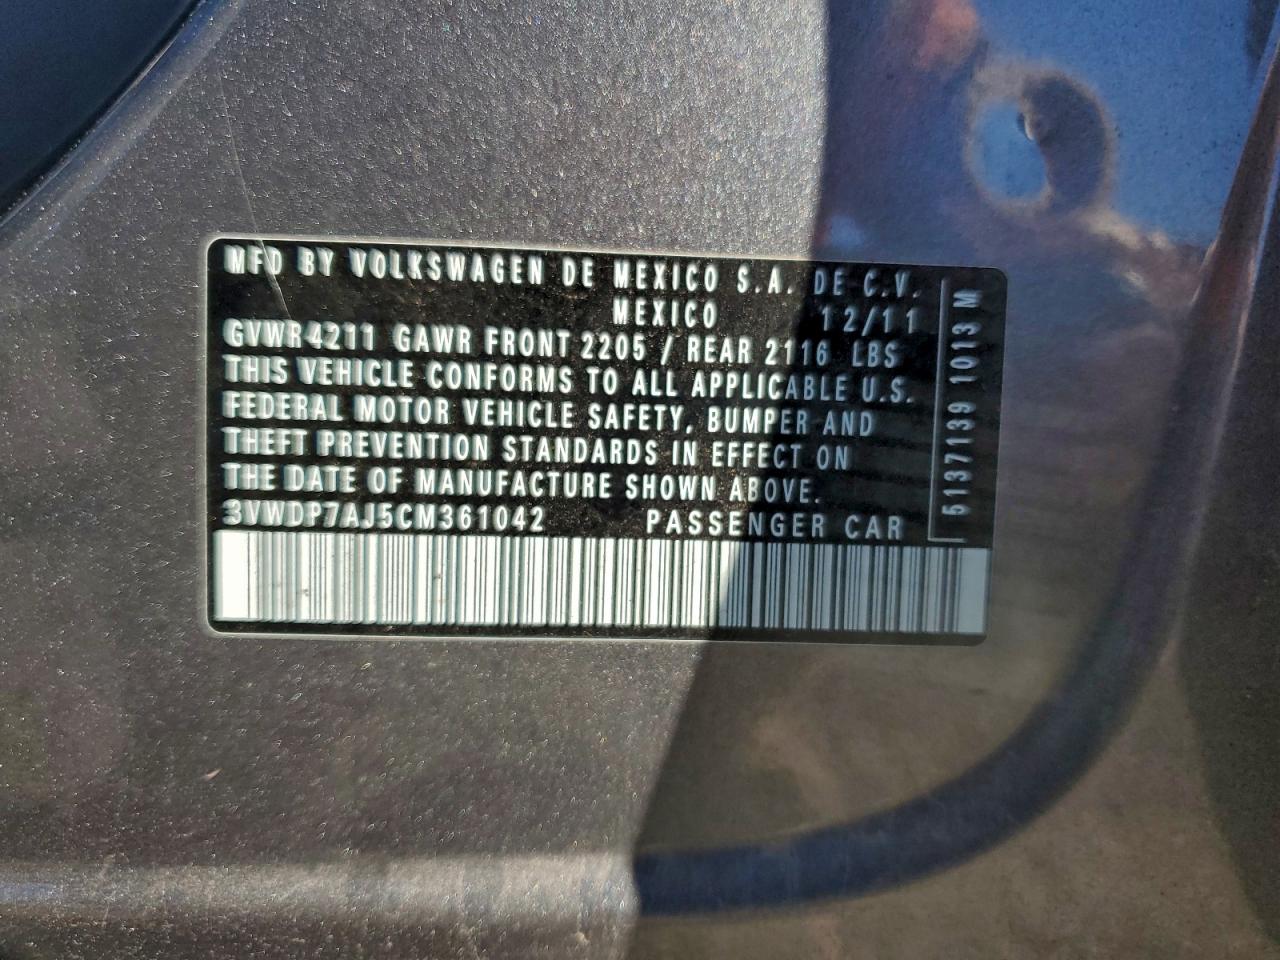 MFD BY VOLKSWAGEN DE MEXICO S.A. DE C.V.
MEXICO 12/11
GVWR 4211 GAWR FRONT 2205 / REAR 2116 LBS
THIS VEHICLE CONFORMS TO ALL APPLICABLE U.S.
FEDERAL MOTOR VEHICLE SAFETY, BUMPER AND
THEFT PREVENTION STANDARDS IN EFFECT ON
THE DATE OF MANUFACTURE SHOWN ABOVE.
3VWDP7AJ5CM361042 PASSENGER CAR
5137139 1013 M